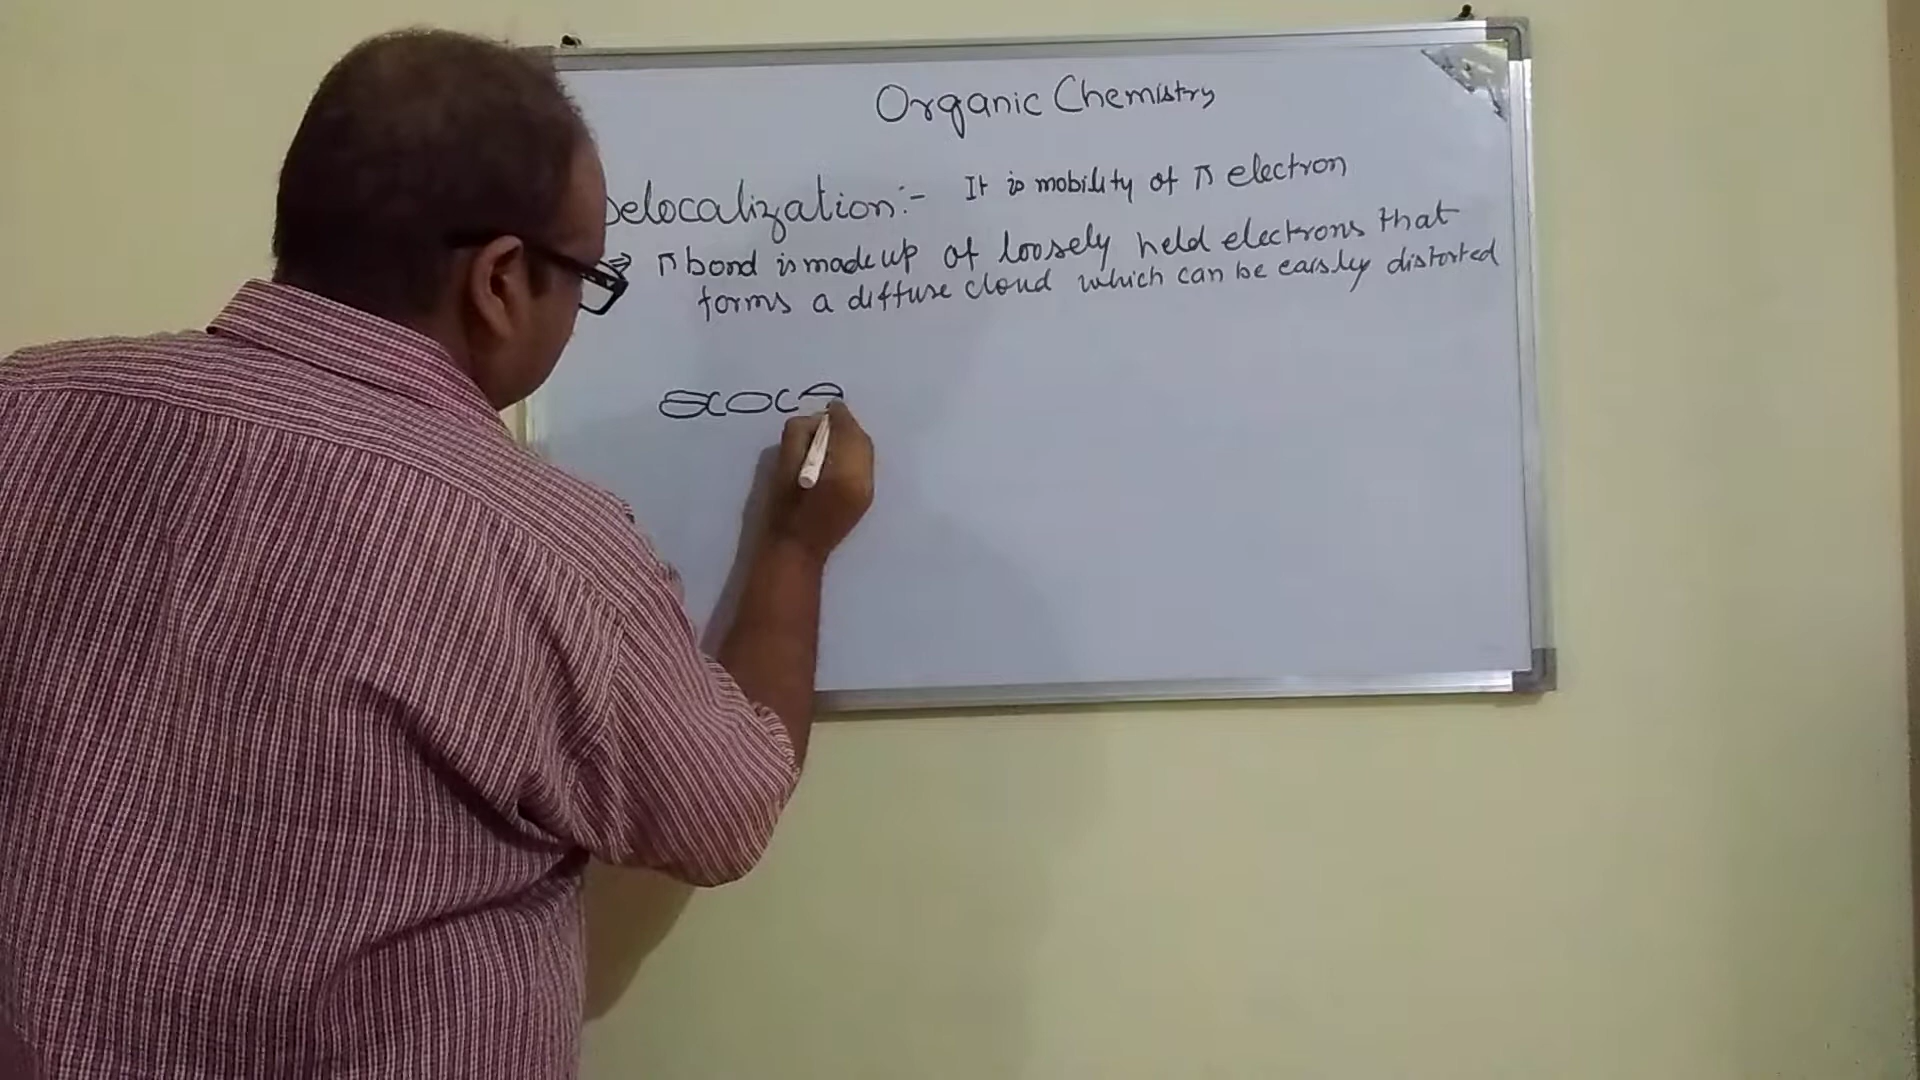 Organic Chemistry
Delocalization:- It is mobility of π electron
⇒ π bond is made up of loosely held electrons that
forms a diffuse cloud which can be easily distorted